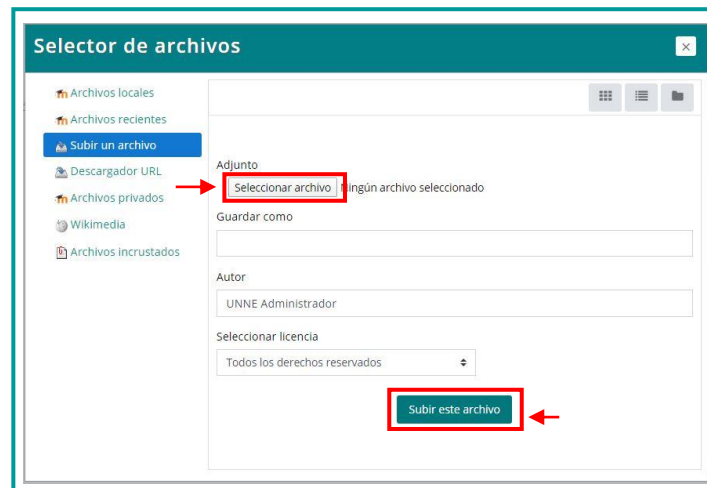 Selector de archivos
Archivos locales
Archivos recientes
Subir un archivo
Descargador URL
Archivos privados
Wikimedia
Archivos incrustados
Adjunto
Seleccionar archivo Ningún archivo seleccionado
Guardar como
Autor
UNNE Administrador
Seleccionar licencia
Todos los derechos reservados
Subir este archivo